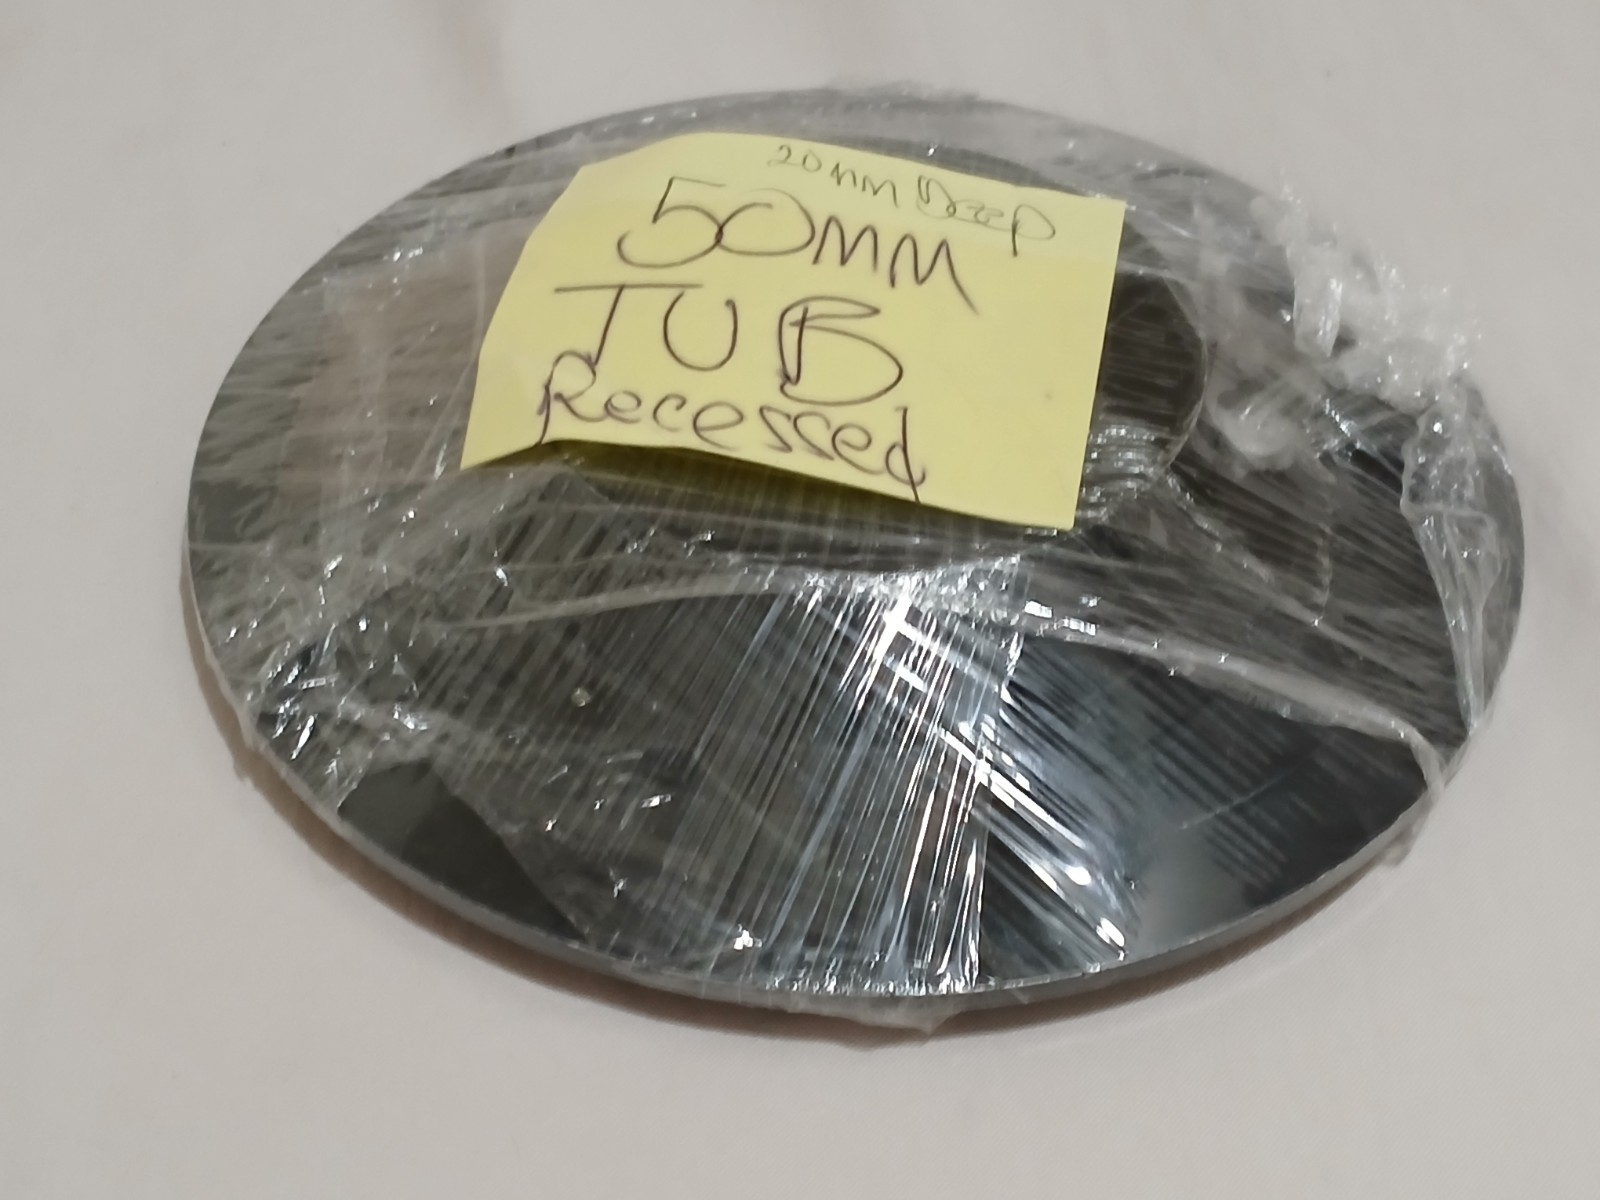 20mm Deep
50mm
TUB
Recessed